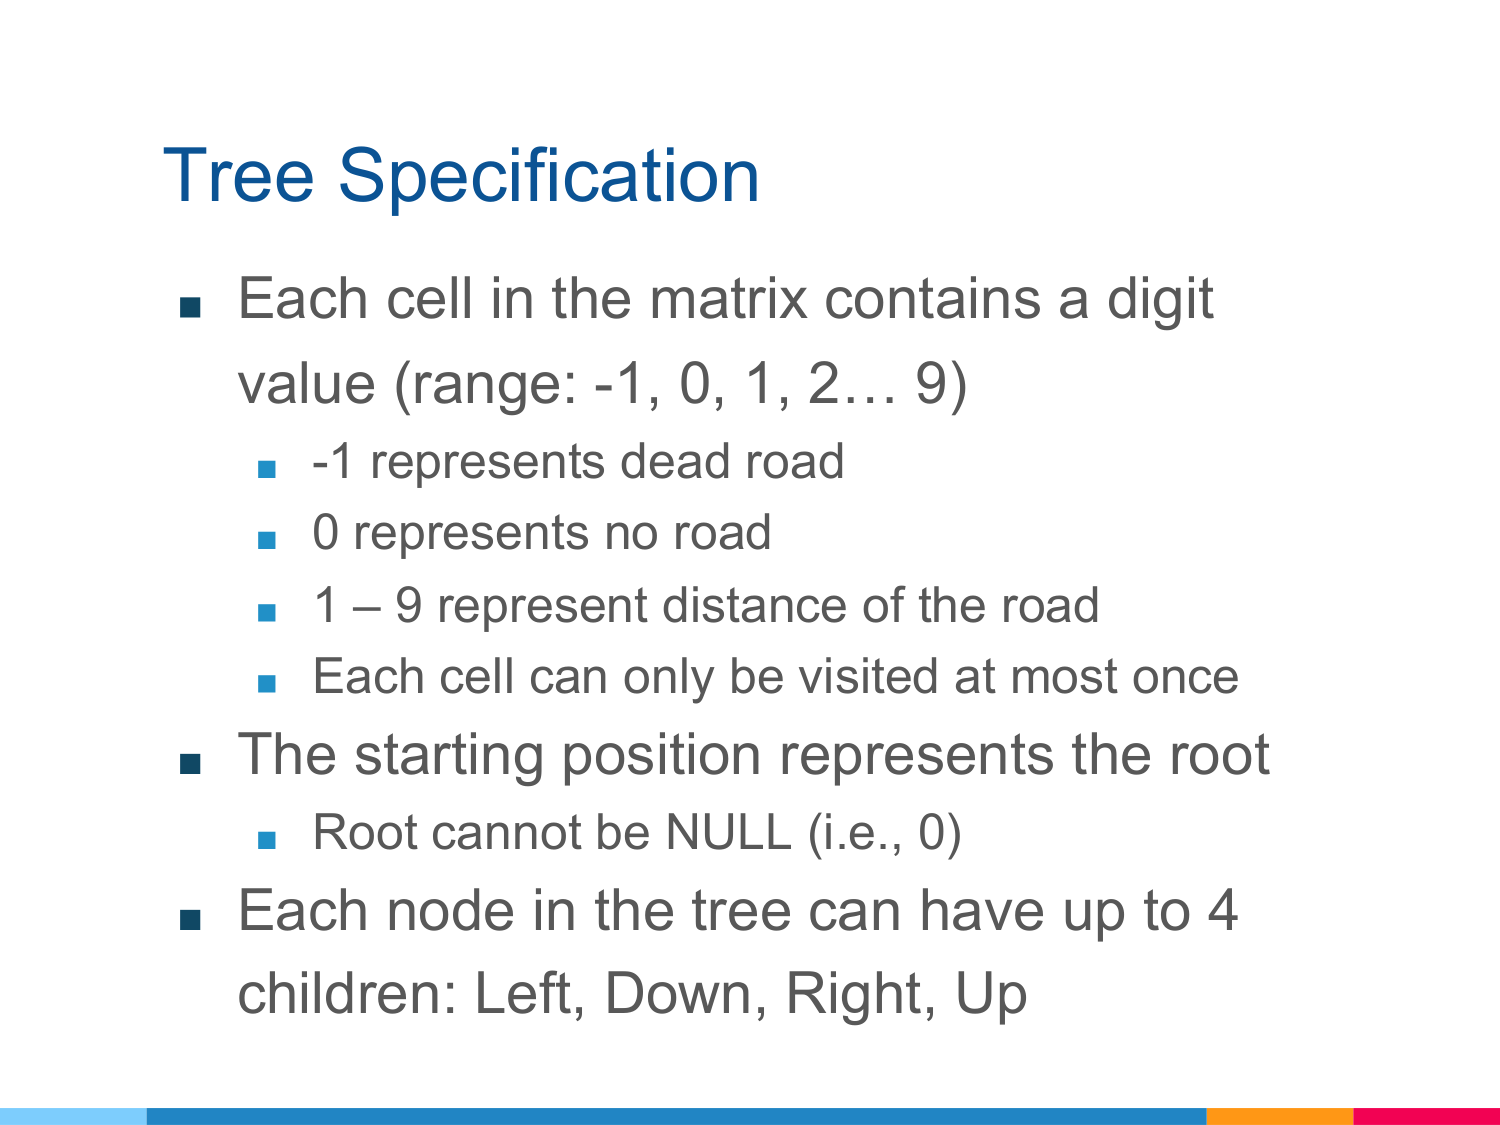 Tree Specification
■ Each cell in the matrix contains a digit
value (range: -1, 0, 1, 2… 9)
■ -1 represents dead road
■ 0 represents no road
■ 1 – 9 represent distance of the road
■ Each cell can only be visited at most once
■ The starting position represents the root
■ Root cannot be NULL (i.e., 0)
■ Each node in the tree can have up to 4
children: Left, Down, Right, Up